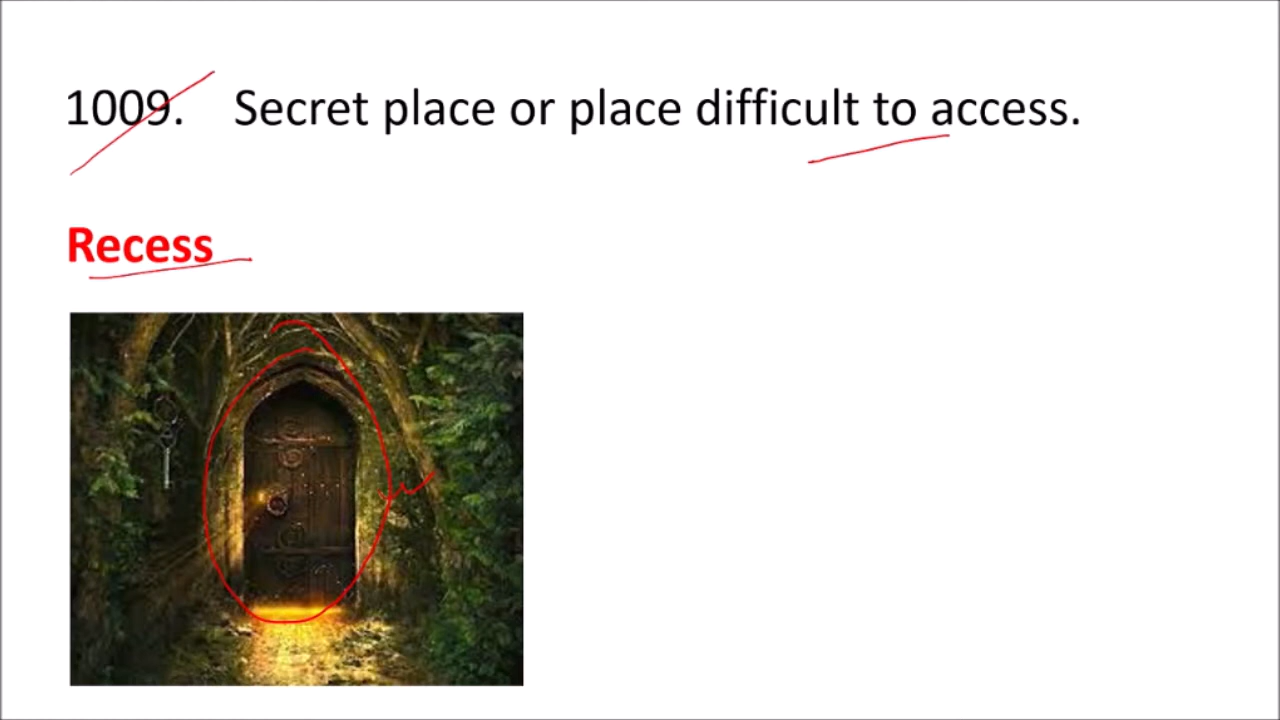 1009. Secret place or place difficult to access.
Recess